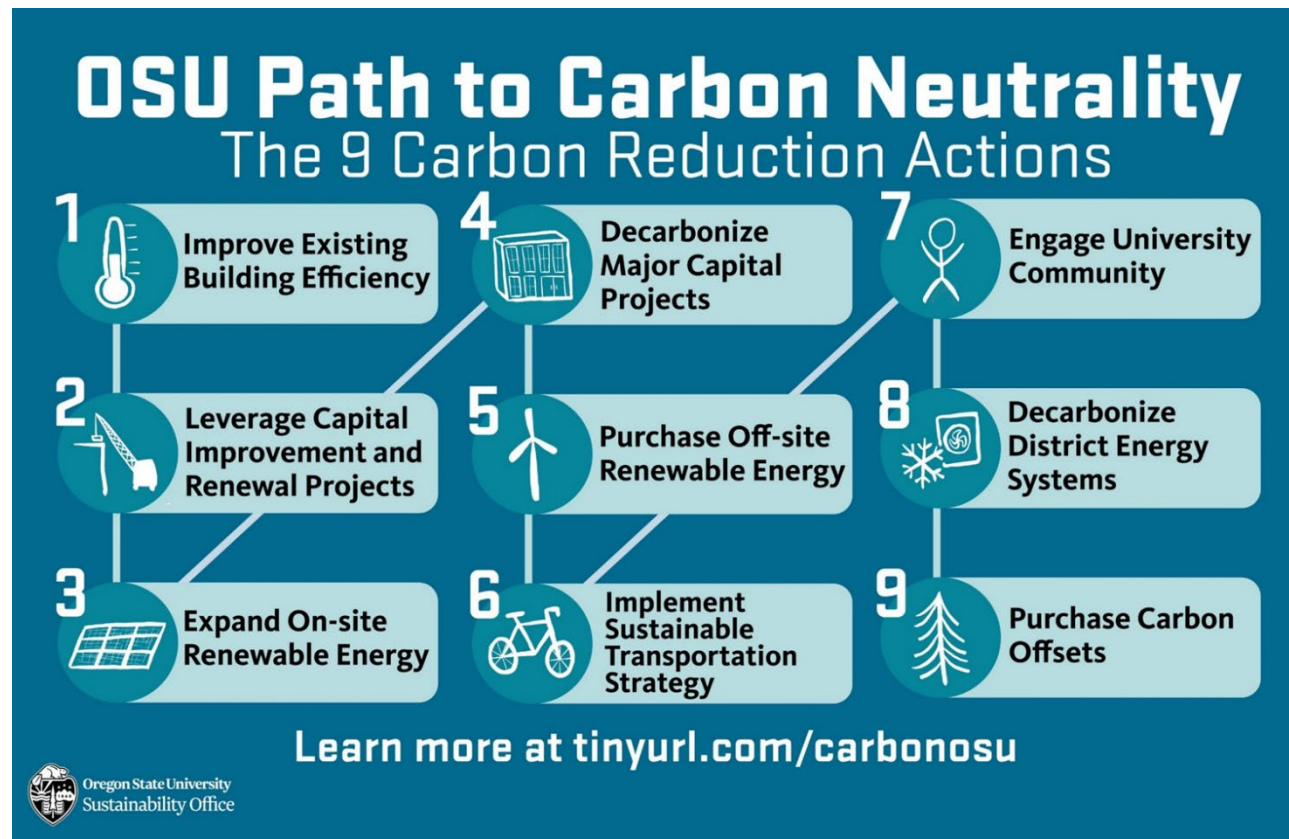 OSU Path to Carbon Neutrality
The 9 Carbon Reduction Actions
1
Improve Existing
Building Efficiency
2
Leverage Capital
Improvement and
Renewal Projects
3
Expand On-site
Renewable Energy
4
Decarbonize
Major Capital
Projects
5
Purchase Off-site
Renewable Energy
6
Implement
Sustainable
Transportation
Strategy
7
Engage University
Community
8
Decarbonize
District Energy
Systems
9
Purchase Carbon
Offsets
Learn more at tinyurl.com/carbonosu
Oregon State University
Sustainability Office